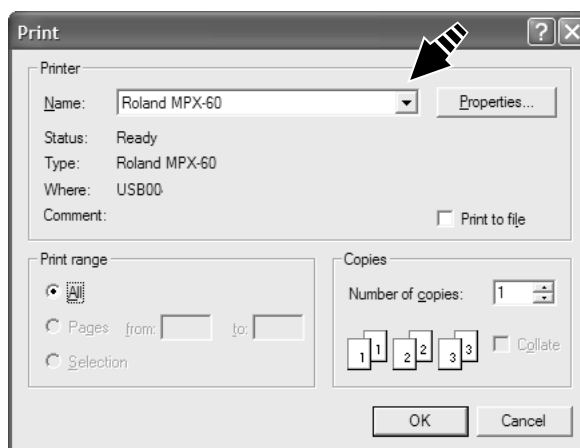 Print
Printer
Name: Roland MPX-60 Properties...
Status: Ready
Type: Roland MPX-60
Where: USB00
Comment: Print to file
Print range
All
Pages from: to:
Selection
Copies
Number of copies: 1
1 1 2 2 3 3 Collate
OK Cancel